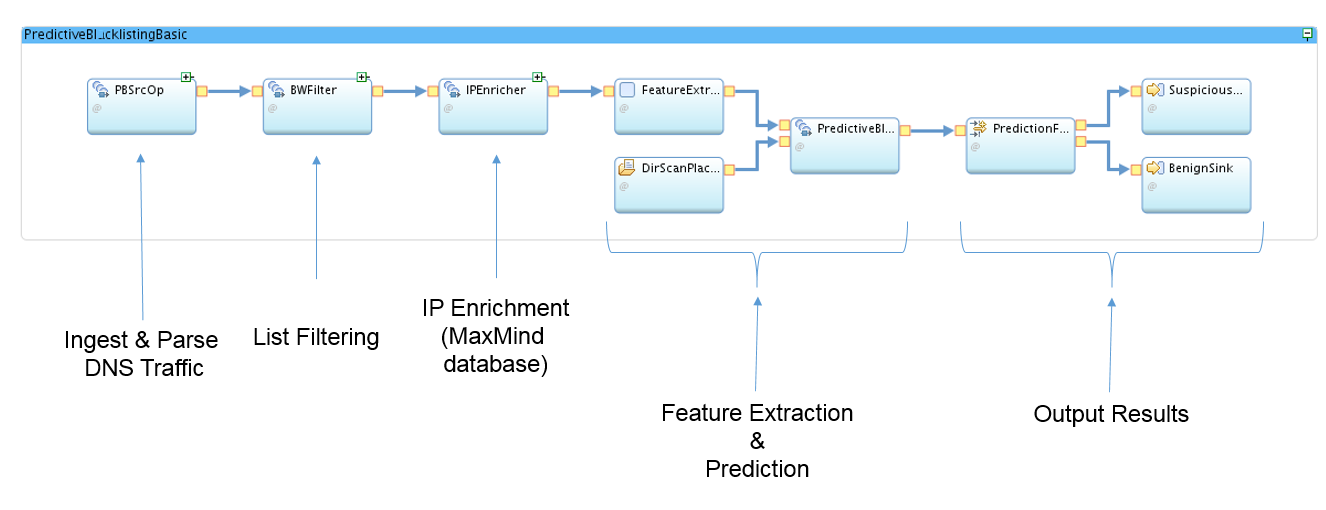 PredictiveBlacklistingBasic
PBSrcOp
@
BWFilter
@
IPEnricher
@
FeatureExtr...
@
DirScanPlac...
@
PredictiveBl...
@
PredictionF...
@
Suspicious...
@
BenignSink
@
Ingest & Parse
DNS Traffic
List Filtering
IP Enrichment
(MaxMind
database)
Feature Extraction
&
Prediction
Output Results